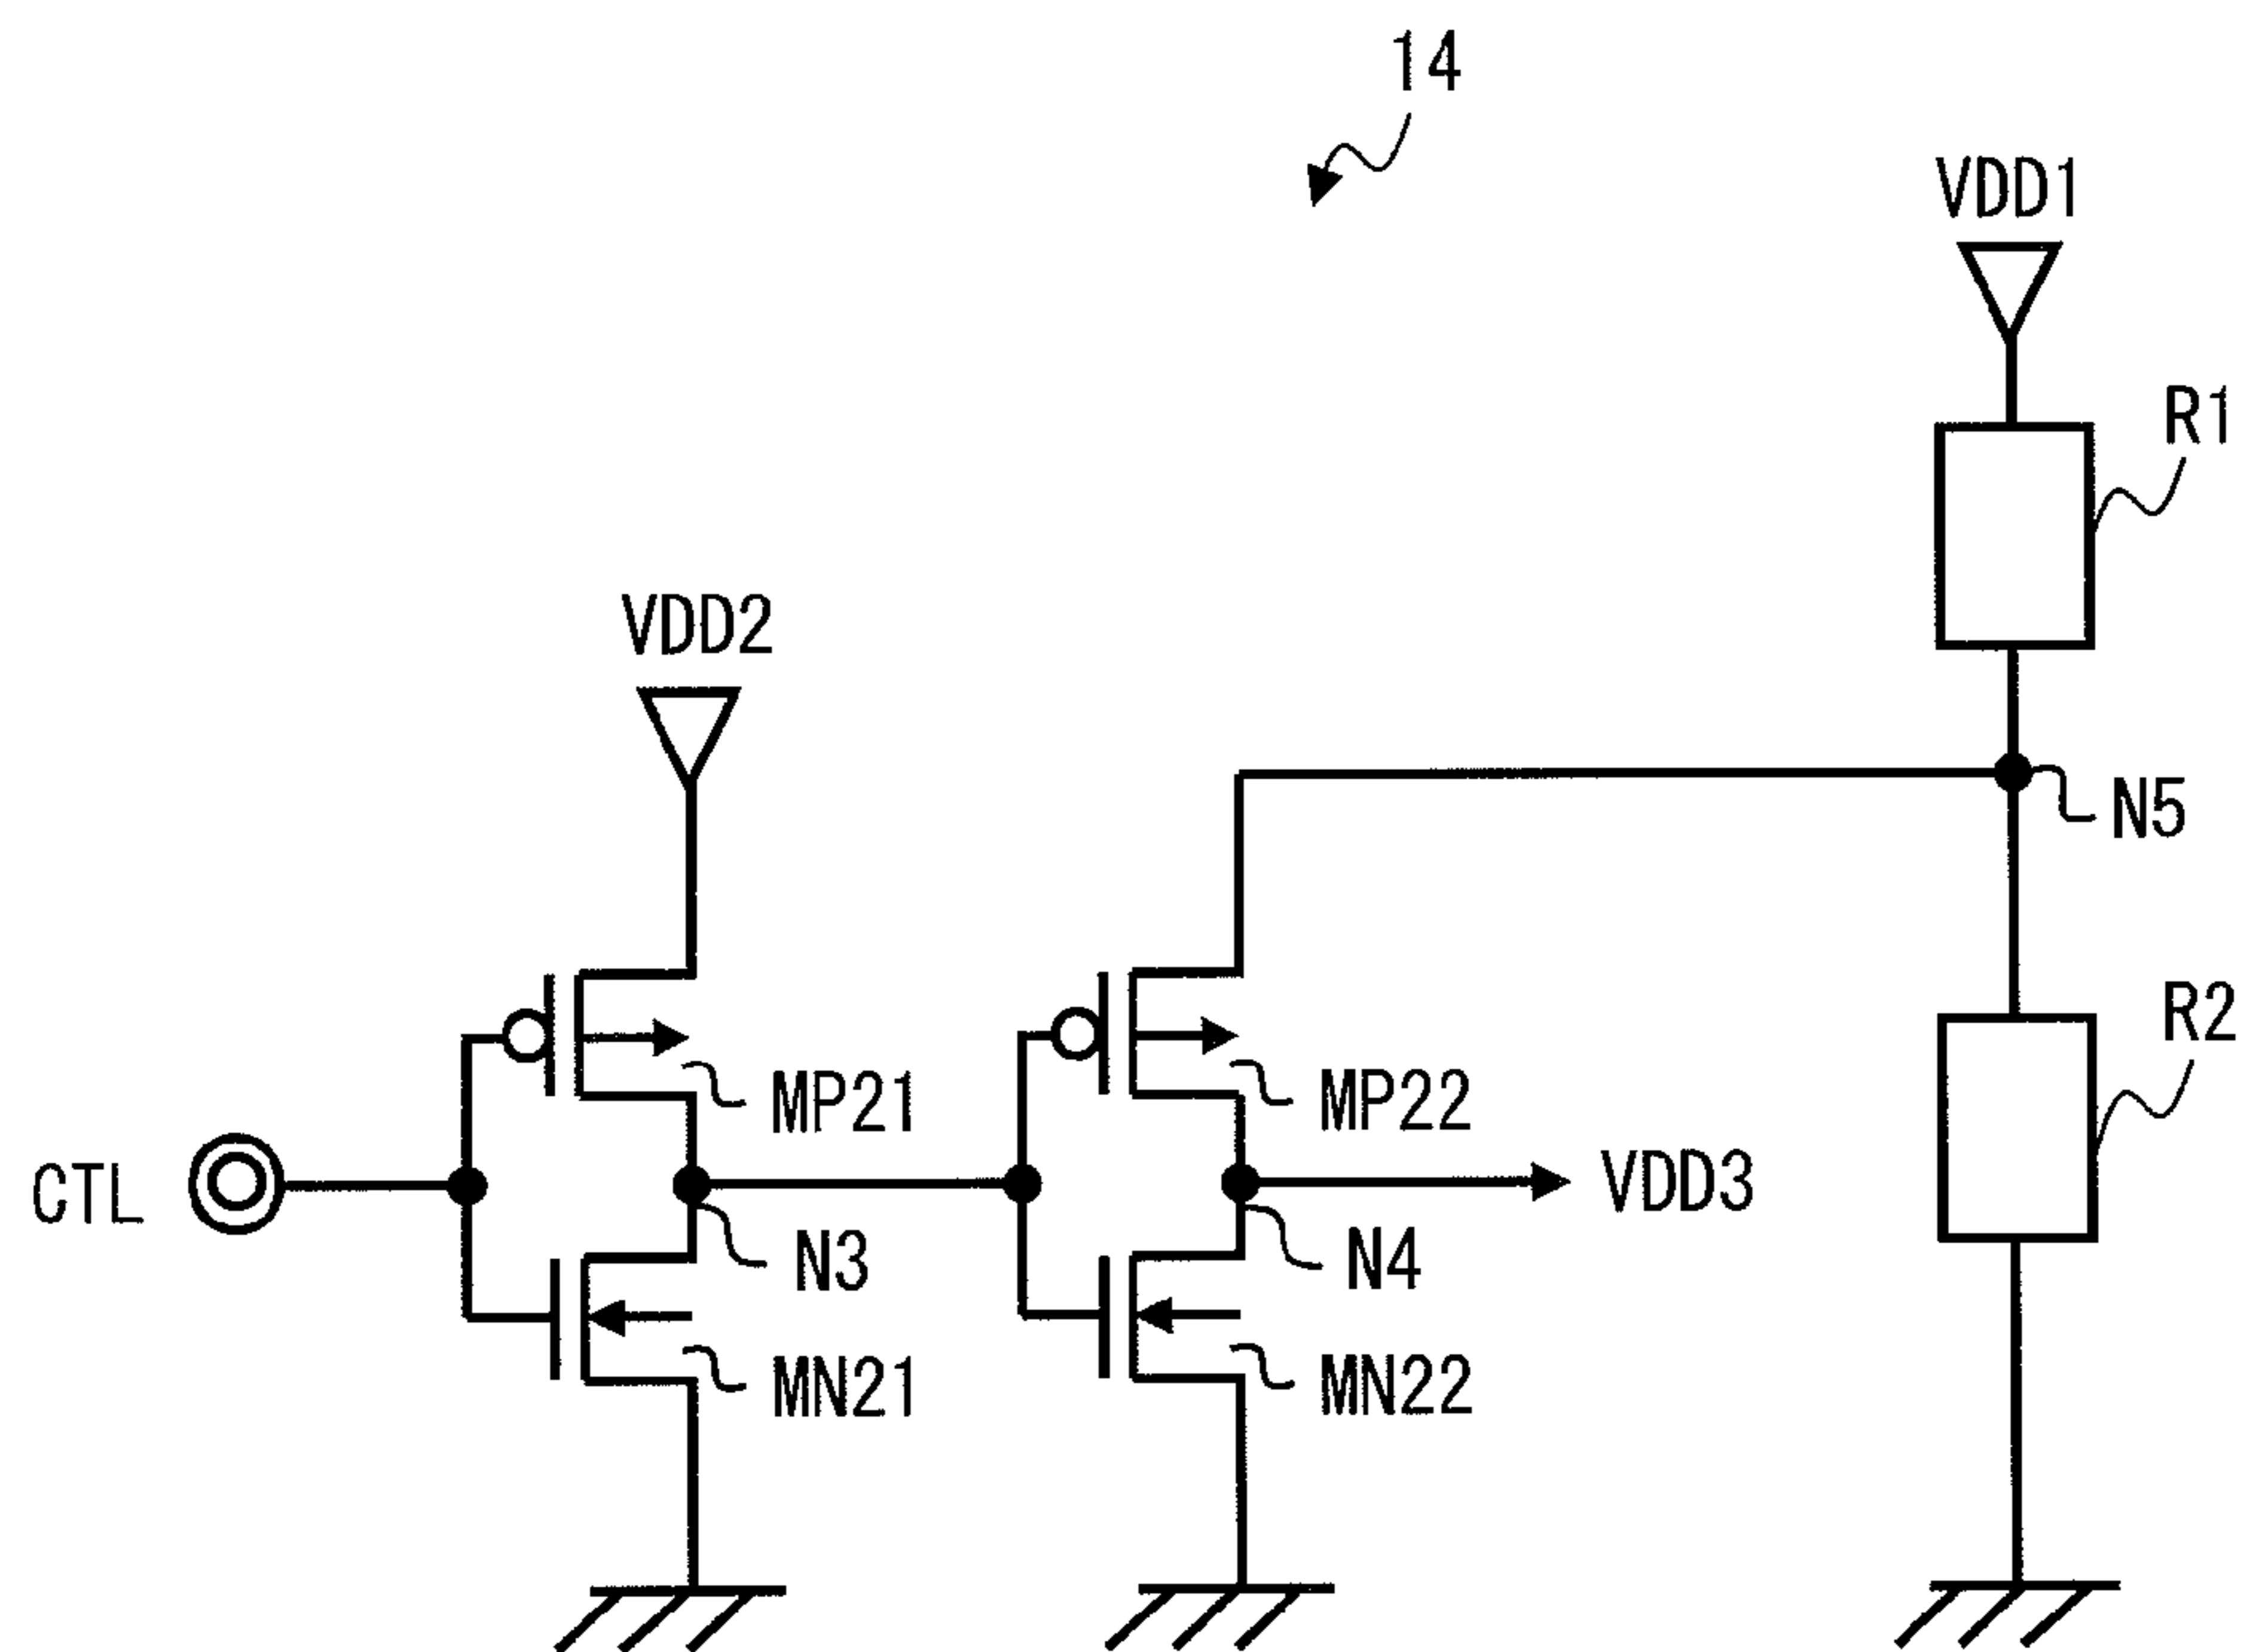 14
VDD1
R1
VDD2
N5
R2
MP21
MP22
CTL
VDD3
N3
N4
MN21
MN22